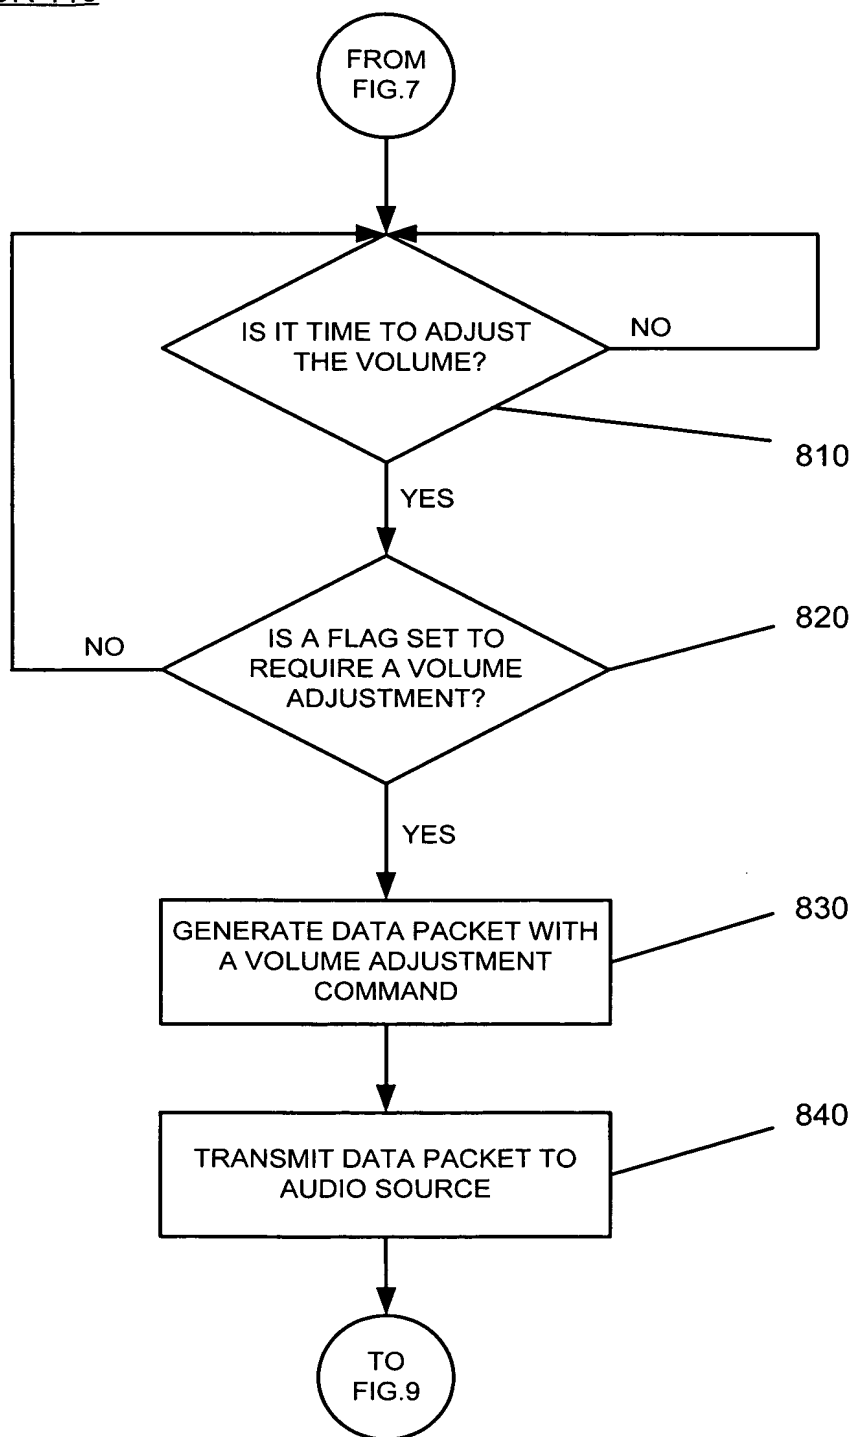 FROM
FIG.7
IS IT TIME TO ADJUST
THE VOLUME?
NO
810
YES
IS A FLAG SET TO
REQUIRE A VOLUME
ADJUSTMENT?
NO
820
YES
GENERATE DATA PACKET WITH
A VOLUME ADJUSTMENT
COMMAND
830
TRANSMIT DATA PACKET TO
AUDIO SOURCE
840
TO
FIG.9